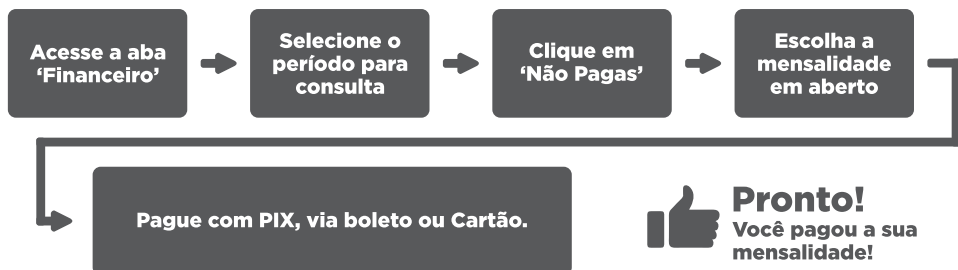 Acesse a aba
‘Financeiro’
Selecione o
período para
consulta
Clique em
‘Não Pagas’
Escolha a
mensalidade
em aberto
Pague com PIX, via boleto ou Cartão.
Pronto!
Você pagou a sua
mensalidade!